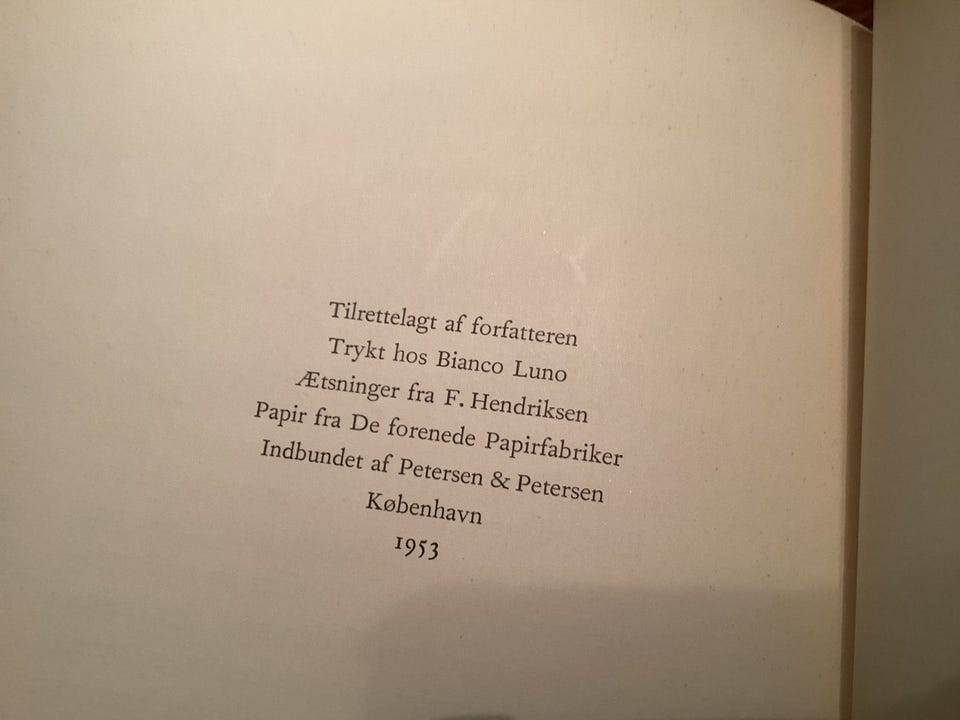 Tilrettelagt af forfatteren
Trykt hos Bianco Luno
Ætsninger fra F. Hendriksen
Papir fra De forenede Papirfabriker
Indbundet af Petersen & Petersen
København
1953